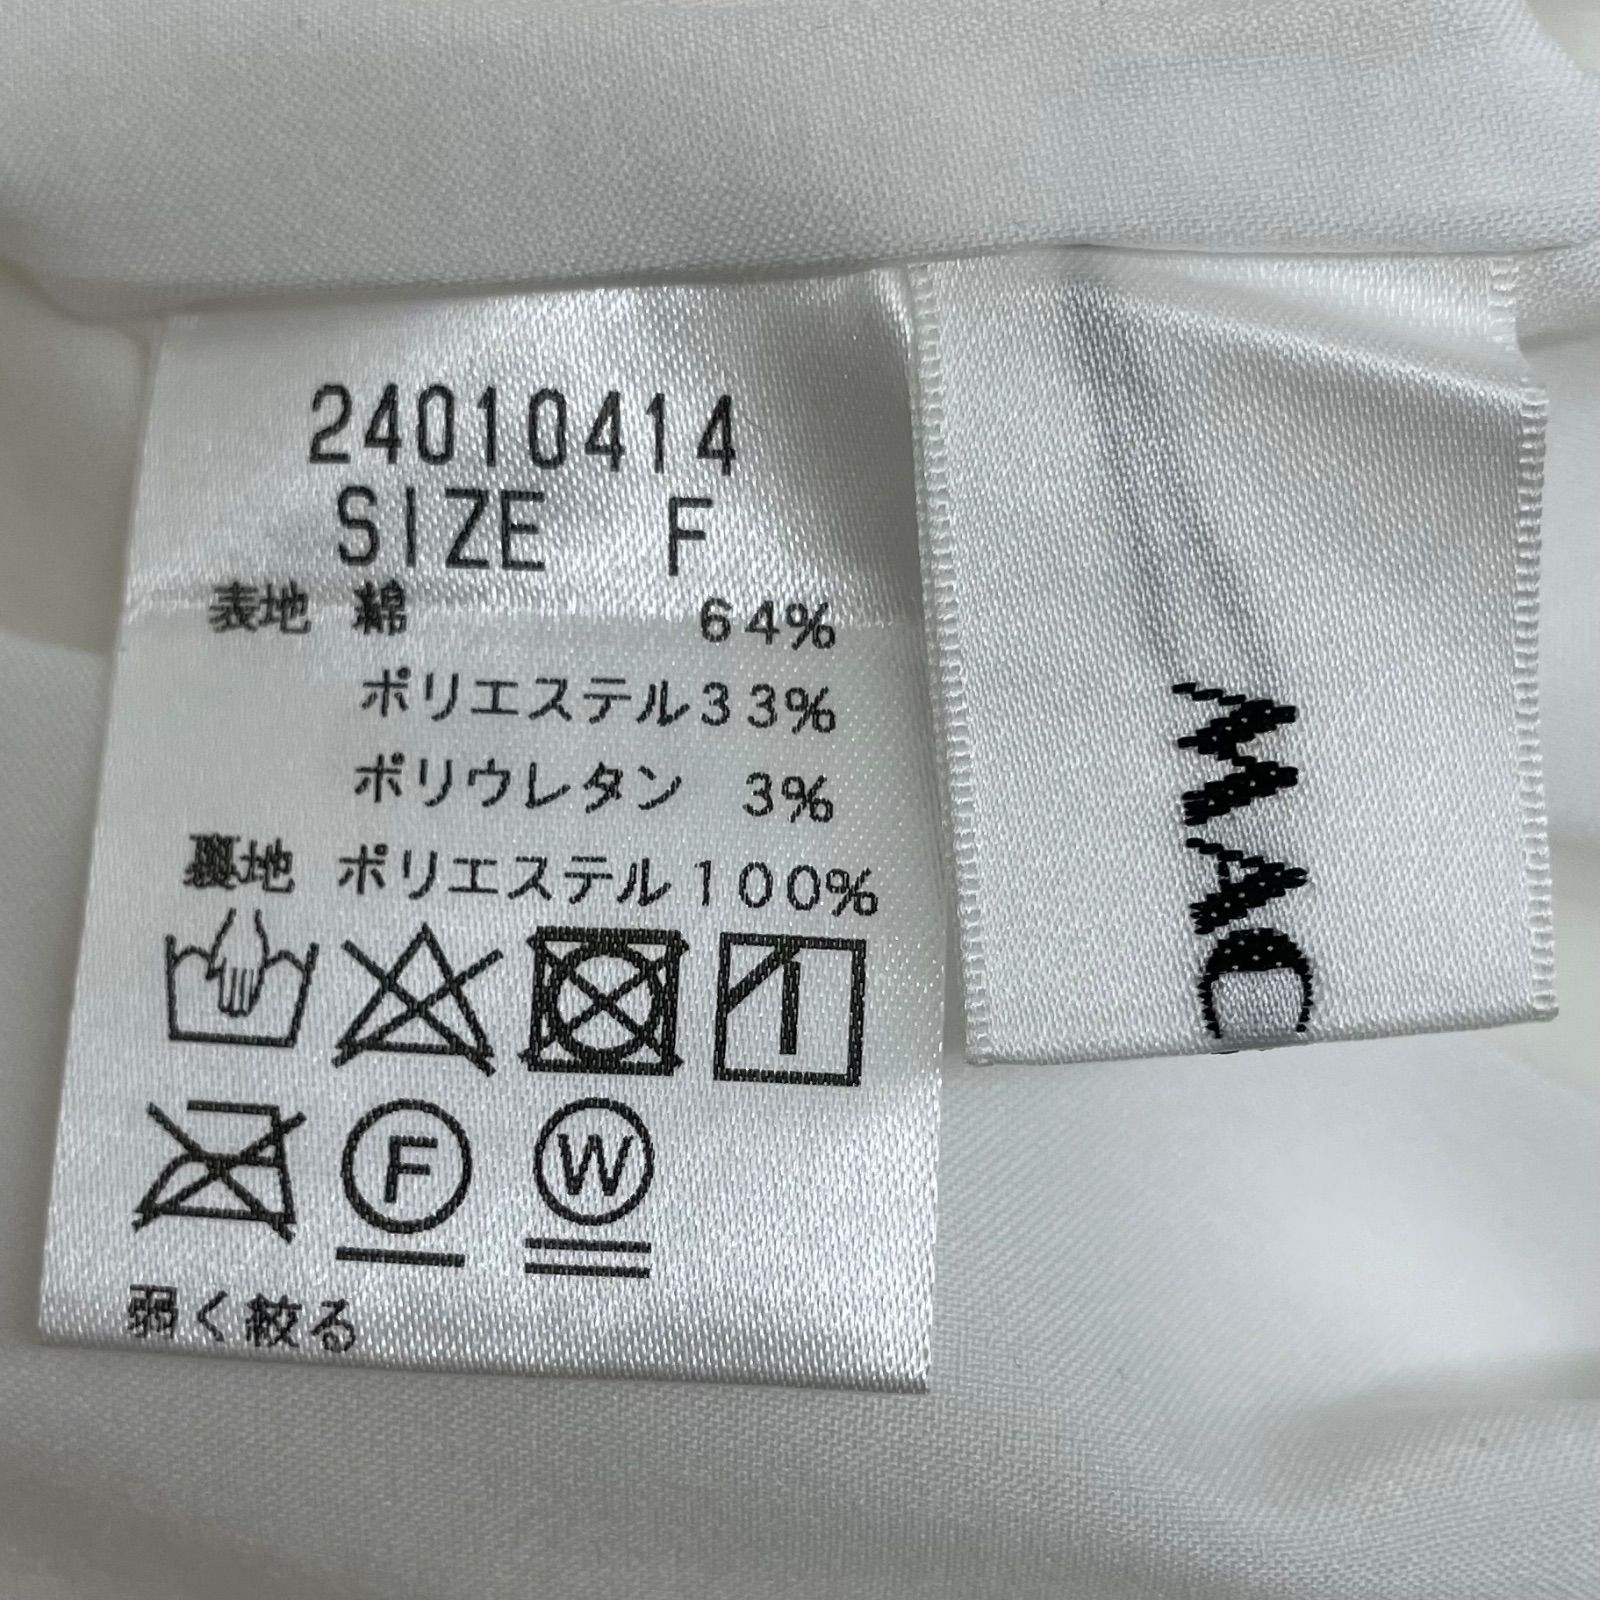 24010414
SIZE F
表地 綿 64%
ポリエステル33%
ポリウレタン 3%
裏地 ポリエステル100%
F
W
弱く絞る
MAC